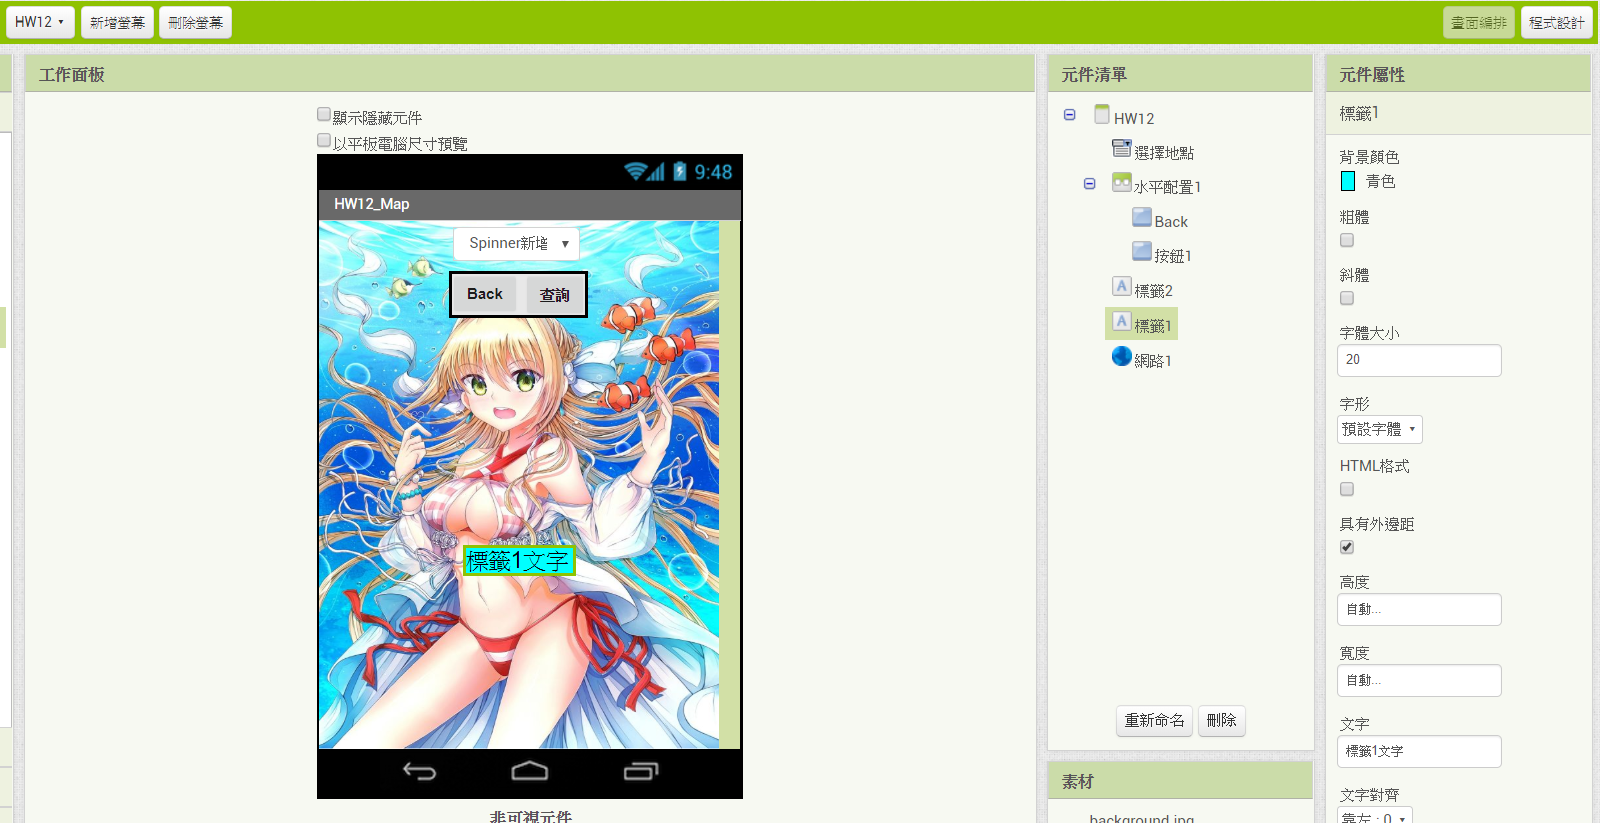 HW12 ▾ 新增螢幕 刪除螢幕 畫面編排 程式設計
工作面板
顯示隱藏元件
以平板電腦尺寸預覽
9:48
HW12_Map
Spinner新增 ▼
Back 查詢
標籤1文字
非可視元件
元件清單
HW12
選擇地點
水平配置1
Back
按鈕1
A 標籤2
A 標籤1
網路1
重新命名 刪除
素材
background.jpg
元件屬性
標籤1
背景顏色
青色
粗體
斜體
字體大小
20
字形
預設字體 ▾
HTML格式
具有外邊距
高度
自動...
寬度
自動...
文字
標籤1文字
文字對齊
靠左 : 0 ▾